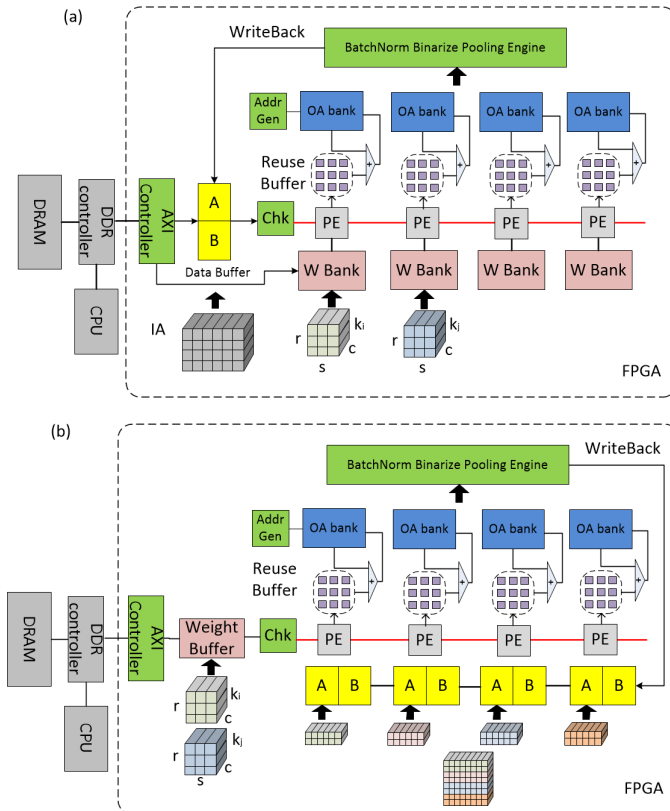 (a)
WriteBack
BatchNorm Binarize Pooling Engine
Addr
Gen
OA bank
OA bank
OA bank
OA bank
+
+
+
+
Reuse
Buffer
DRAM
DDR
controller
AXI
Controller
A
B
Chk
PE
PE
PE
PE
Data Buffer
W Bank
W Bank
W Bank
W Bank
CPU
IA
r
s
ki
c
r
s
kj
c
FPGA
(b)
WriteBack
BatchNorm Binarize Pooling Engine
Addr
Gen
OA bank
OA bank
OA bank
OA bank
+
+
+
+
Reuse
Buffer
DRAM
DDR
controller
AXI
Controller
Weight
Buffer
Chk
PE
PE
PE
PE
A B
A B
A B
A B
CPU
r
ki
c
r
s
kj
c
FPGA